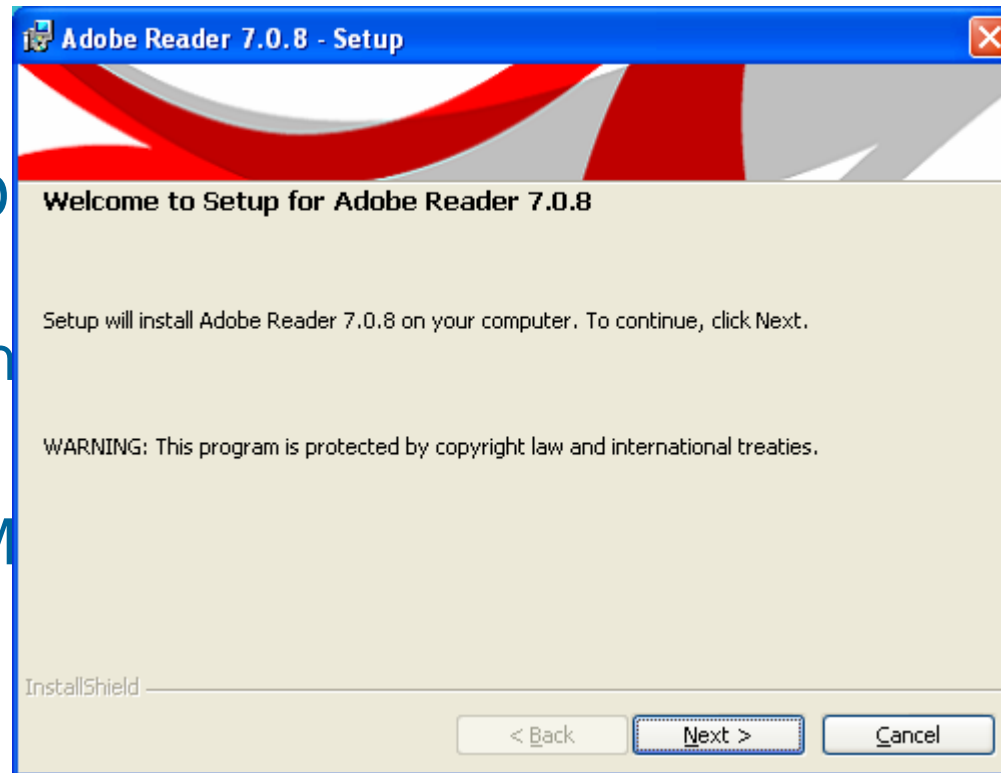 Adobe Reader 7.0.8 - Setup
Welcome to Setup for Adobe Reader 7.0.8
Setup will install Adobe Reader 7.0.8 on your computer. To continue, click Next.
WARNING: This program is protected by copyright law and international treaties.
InstallShield
< Back Next > Cancel